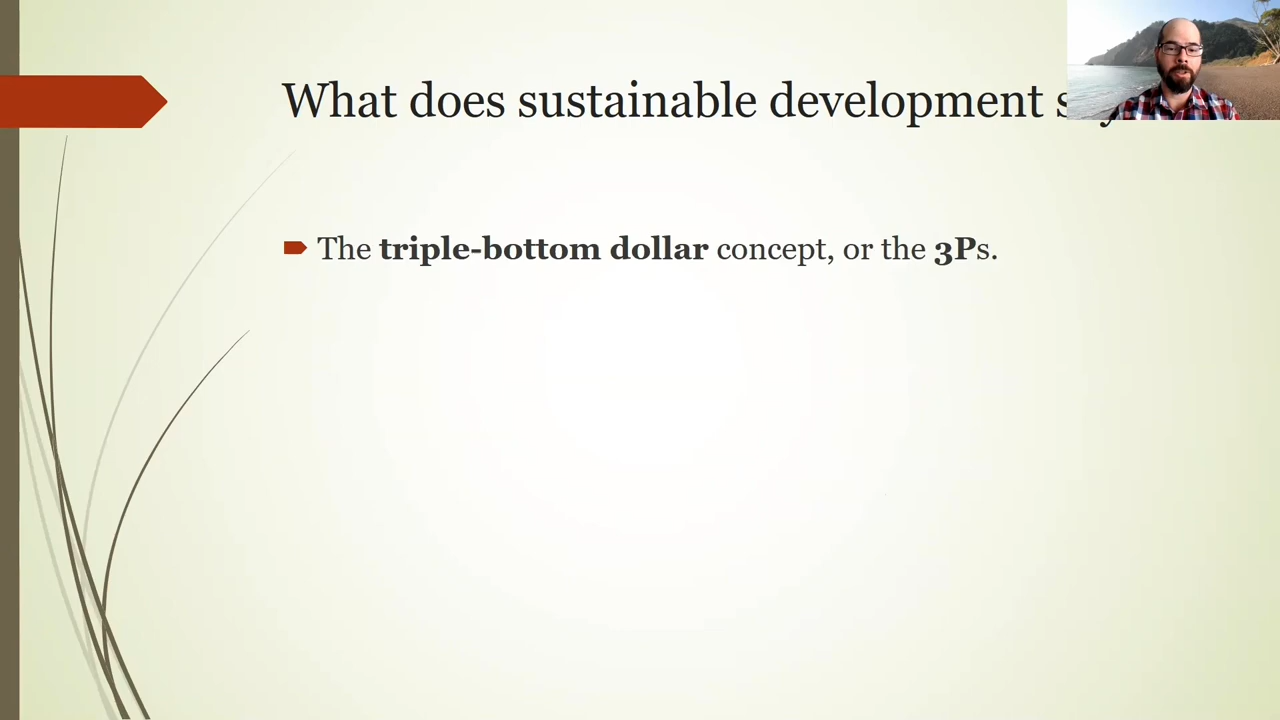 What does sustainable development
The triple-bottom dollar concept, or the 3Ps.